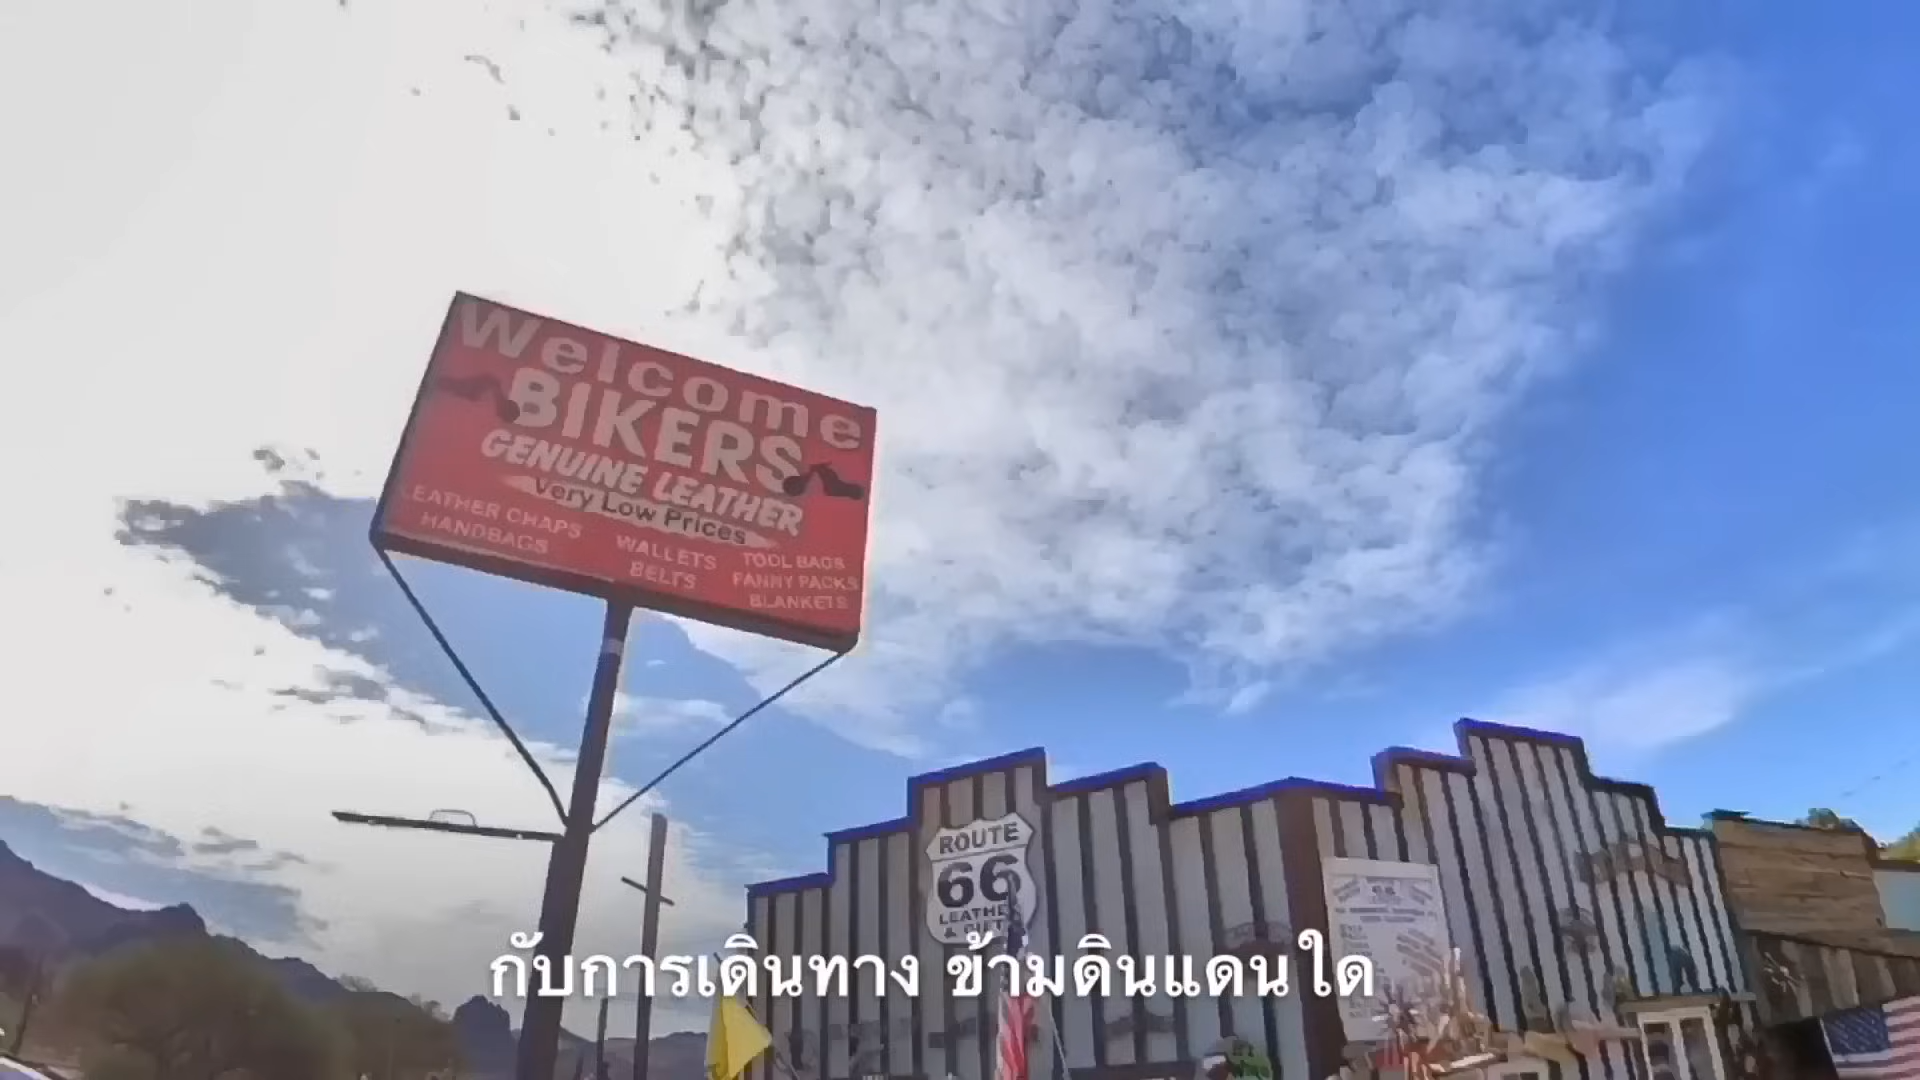 Welcome
BIKERS
GENUINE LEATHER
Very Low Prices
LEATHER CHAPS
HANDBAGS
WALLETS
BELTS
TOOL BAGS
FANNY PACKS
BLANKETS
ROUTE
66
LEATHER
& GIFTS
กับการเดินทาง ข้ามดินแดนใด